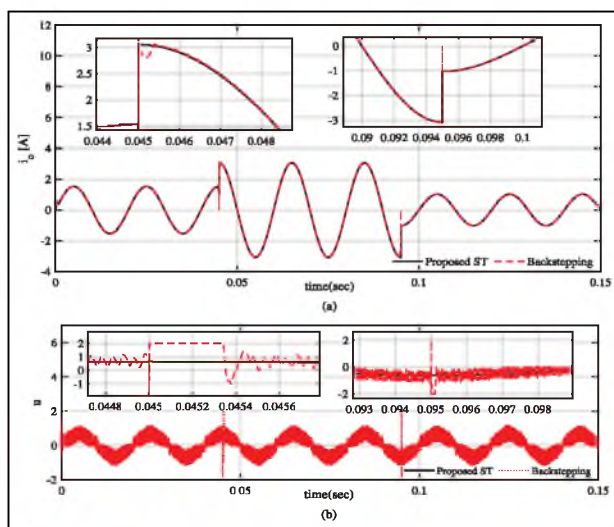 12
10
8
6
4
2
0
-2
-4
i_o [A]
3
2.5
2
1.5
0.044 0.045 0.046 0.047 0.048
0
-1
-2
-3
0.09 0.092 0.094 0.096 0.098 0.1
Proposed ST Backstepping
0 0.05 0.1 0.15
time(sec)
(a)
6
4
2
0
-2
u
2
1
0
-1
0.0448 0.045 0.0452 0.0454 0.0456
2
0
-2
0.093 0.094 0.095 0.096 0.097 0.098
Proposed ST Backstepping
0 0 05 0.1 0.15
time(sec)
(b)